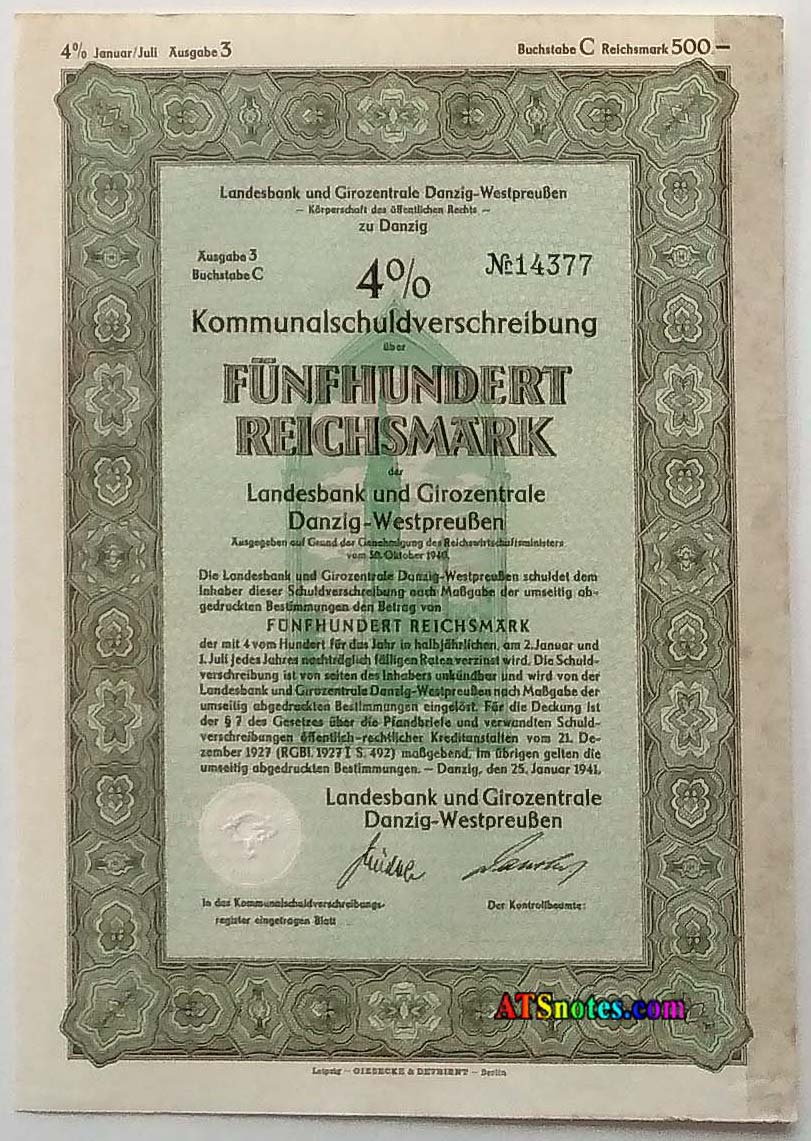 4% Januar/Juli Ausgabe 3
Buchstabe C Reichsmark 500.—
Landesbank und Girozentrale Danzig-Westpreußen
— Körperschaft des öffentlichen Rechts —
zu Danzig
Ausgabe 3
Buchstabe C
№ 14377
4%
Kommunalschuldverschreibung
über
FÜNFHUNDERT
REICHSMARK
der
Landesbank und Girozentrale
Danzig-Westpreußen
Ausgegeben auf Grund der Genehmigung des Reichswirtschaftsministers
vom 30. Oktober 1940.
Die Landesbank und Girozentrale Danzig-Westpreußen schuldet dem
Inhaber dieser Schuldverschreibung nach Maßgabe der umseitig ab-
gedruckten Bestimmungen den Betrag von
FÜNFHUNDERT REICHSMARK
der mit 4 vom Hundert für das Jahr in halbjährlichen, am 2. Januar und
1. Juli jedes Jahres nachträglich fälligen Raten verzinst wird. Die Schuld-
verschreibung ist von seiten des Inhabers unkündbar und wird von der
Landesbank und Girozentrale Danzig-Westpreußen nach Maßgabe der
umseitig abgedruckten Bestimmungen eingelöst. Für die Deckung ist
der § 7 des Gesetzes über die Pfandbriefe und verwandten Schuld-
verschreibungen öffentlich-rechtlicher Kreditanstalten vom 21. De-
zember 1927 (RGBl. 1927 I S. 492) maßgebend. Im übrigen gelten die
umseitig abgedruckten Bestimmungen. — Danzig, den 25. Januar 1941.
Landesbank und Girozentrale
Danzig-Westpreußen
In das Kommunalschuldverschreibungs-
register eingetragen Blatt
Der Kontrollbeamte:
ATSnotes.com
Leipzig — GIESECKE & DEVRIENT — Berlin